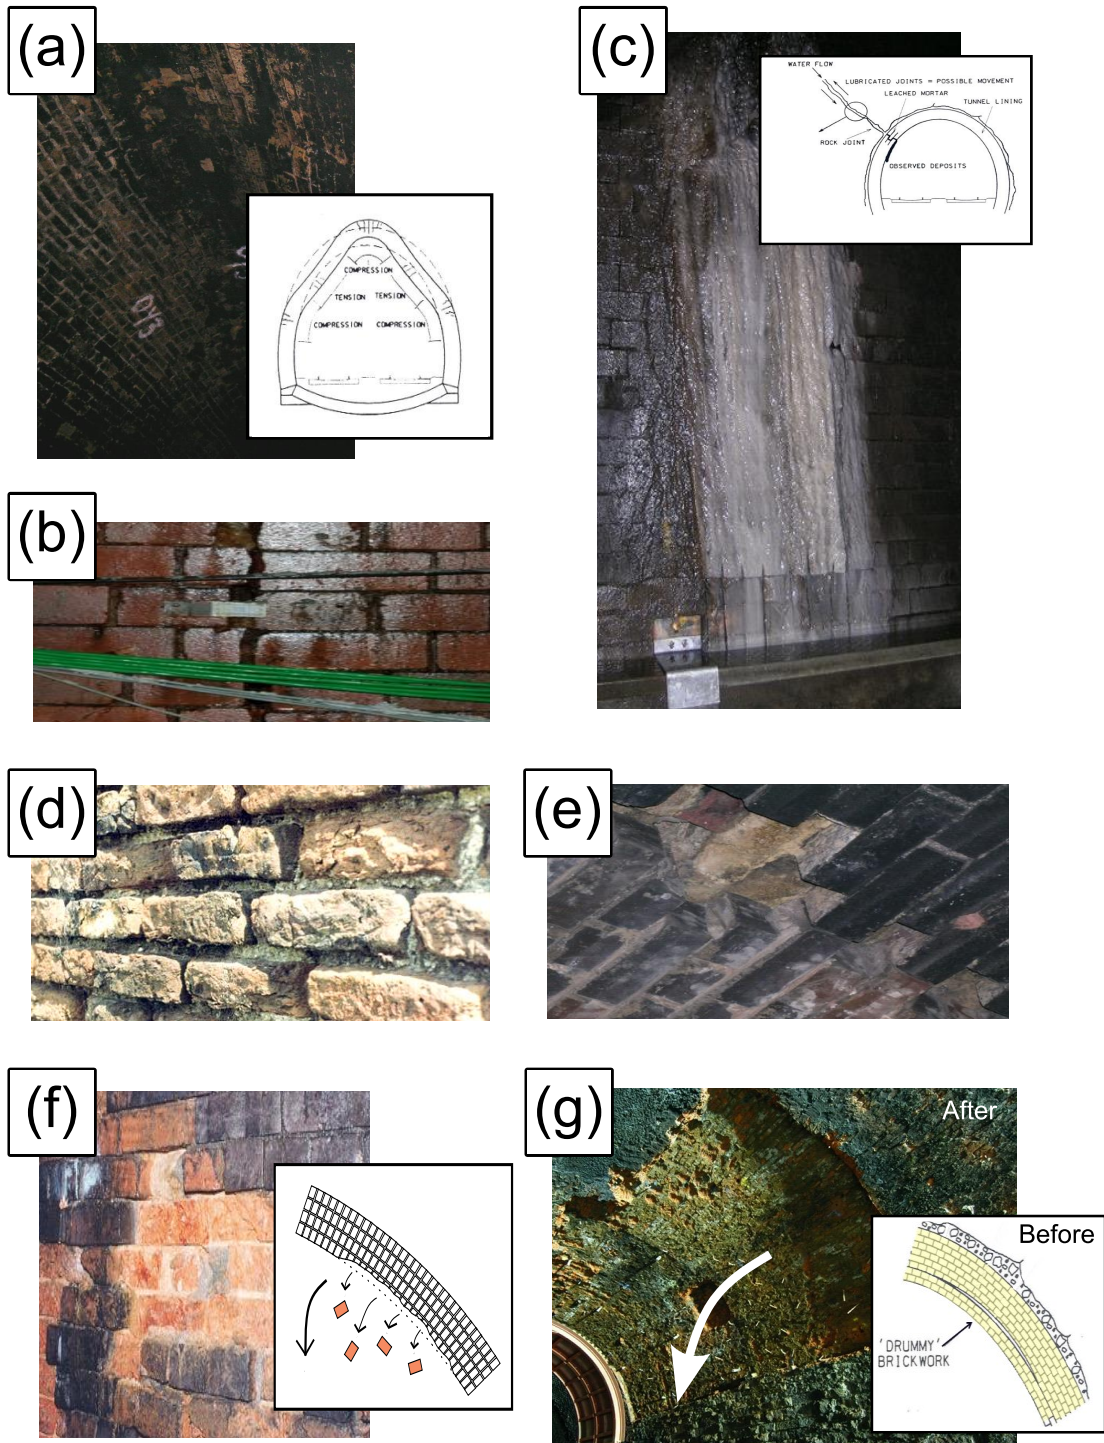 (a)
COMPRESSION
TENSION TENSION
COMPRESSION COMPRESSION
(c)
WATER FLOW
LUBRICATED JOINTS = POSSIBLE MOVEMENT
LEACHED MORTAR
TUNNEL LINING
ROCK JOINT
OBSERVED DEPOSITS
(b)
(d)
(e)
(f)
(g)
After
Before
'DRUMMY'
BRICKWORK